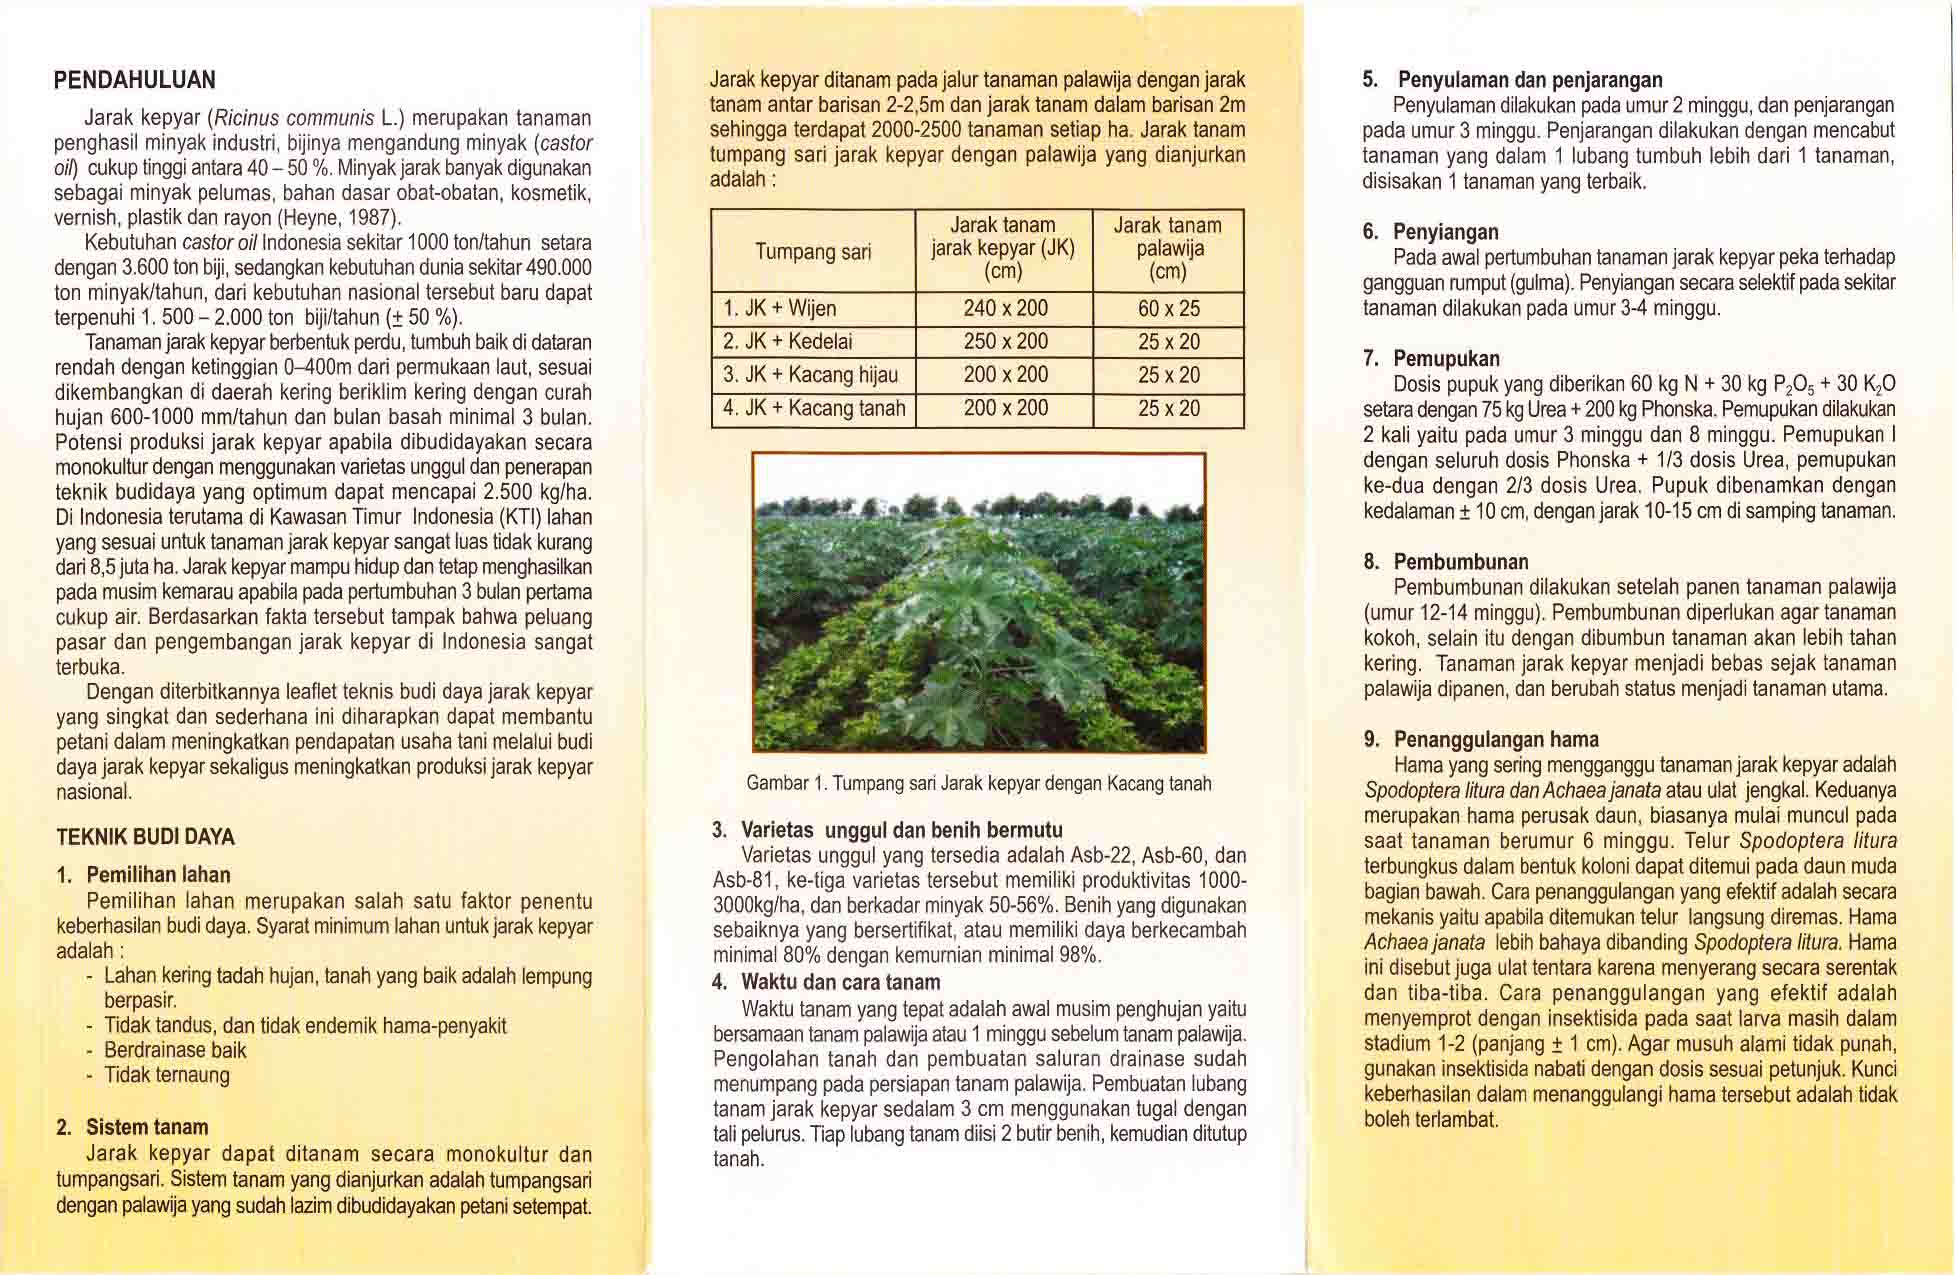 PENDAHULUAN
Jarak kepyar (Ricinus communis L.) merupakan tanaman
penghasil minyak industri, bijinya mengandung minyak (castor
oil) cukup tinggi antara 40 – 50 %. Minyak jarak banyak digunakan
sebagai minyak pelumas, bahan dasar obat-obatan, kosmetik,
vernish, plastik dan rayon (Heyne, 1987).
Kebutuhan castor oil Indonesia sekitar 1000 ton/tahun setara
dengan 3.600 ton biji, sedangkan kebutuhan dunia sekitar 490.000
ton minyak/tahun, dari kebutuhan nasional tersebut baru dapat
terpenuhi 1. 500 – 2.000 ton biji/tahun (± 50 %).
Tanaman jarak kepyar berbentuk perdu, tumbuh baik di dataran
rendah dengan ketinggian 0–400m dari permukaan laut, sesuai
dikembangkan di daerah kering beriklim kering dengan curah
hujan 600-1000 mm/tahun dan bulan basah minimal 3 bulan.
Potensi produksi jarak kepyar apabila dibudidayakan secara
monokultur dengan menggunakan varietas unggul dan penerapan
teknik budidaya yang optimum dapat mencapai 2.500 kg/ha.
Di Indonesia terutama di Kawasan Timur Indonesia (KTI) lahan
yang sesuai untuk tanaman jarak kepyar sangat luas tidak kurang
dari 8,5 juta ha. Jarak kepyar mampu hidup dan tetap menghasilkan
pada musim kemarau apabila pada pertumbuhan 3 bulan pertama
cukup air. Berdasarkan fakta tersebut tampak bahwa peluang
pasar dan pengembangan jarak kepyar di Indonesia sangat
terbuka.
Dengan diterbitkannya leaflet teknis budi daya jarak kepyar
yang singkat dan sederhana ini diharapkan dapat membantu
petani dalam meningkatkan pendapatan usaha tani melalui budi
daya jarak kepyar sekaligus meningkatkan produksi jarak kepyar
nasional.
TEKNIK BUDI DAYA
1. Pemilihan lahan
Pemilihan lahan merupakan salah satu faktor penentu
keberhasilan budi daya. Syarat minimum lahan untuk jarak kepyar
adalah :
- Lahan kering tadah hujan, tanah yang baik adalah lempung
berpasir.
- Tidak tandus, dan tidak endemik hama-penyakit
- Berdrainase baik
- Tidak ternaung
2. Sistem tanam
Jarak kepyar dapat ditanam secara monokultur dan
tumpangsari. Sistem tanam yang dianjurkan adalah tumpangsari
dengan palawija yang sudah lazim dibudidayakan petani setempat.
Jarak kepyar ditanam pada jalur tanaman palawija dengan jarak
tanam antar barisan 2-2,5m dan jarak tanam dalam barisan 2m
sehingga terdapat 2000-2500 tanaman setiap ha. Jarak tanam
tumpang sari jarak kepyar dengan palawija yang dianjurkan
adalah :
Tumpang sari
Jarak tanam
jarak kepyar (JK)
(cm)
Jarak tanam
palawija
(cm)
1. JK + Wijen 240 x 200 60 x 25
2. JK + Kedelai 250 x 200 25 x 20
3. JK + Kacang hijau 200 x 200 25 x 20
4. JK + Kacang tanah 200 x 200 25 x 20
Gambar 1. Tumpang sari Jarak kepyar dengan Kacang tanah
3. Varietas unggul dan benih bermutu
Varietas unggul yang tersedia adalah Asb-22, Asb-60, dan
Asb-81, ke-tiga varietas tersebut memiliki produktivitas 1000-
3000kg/ha, dan berkadar minyak 50-56%. Benih yang digunakan
sebaiknya yang bersertifikat, atau memiliki daya berkecambah
minimal 80% dengan kemurnian minimal 98%.
4. Waktu dan cara tanam
Waktu tanam yang tepat adalah awal musim penghujan yaitu
bersamaan tanam palawija atau 1 minggu sebelum tanam palawija.
Pengolahan tanah dan pembuatan saluran drainase sudah
menumpang pada persiapan tanam palawija. Pembuatan lubang
tanam jarak kepyar sedalam 3 cm menggunakan tugal dengan
tali pelurus. Tiap lubang tanam diisi 2 butir benih, kemudian ditutup
tanah.
5. Penyulaman dan penjarangan
Penyulaman dilakukan pada umur 2 minggu, dan penjarangan
pada umur 3 minggu. Penjarangan dilakukan dengan mencabut
tanaman yang dalam 1 lubang tumbuh lebih dari 1 tanaman,
disisakan 1 tanaman yang terbaik.
6. Penyiangan
Pada awal pertumbuhan tanaman jarak kepyar peka terhadap
gangguan rumput (gulma). Penyiangan secara selektif pada sekitar
tanaman dilakukan pada umur 3-4 minggu.
7. Pemupukan
Dosis pupuk yang diberikan 60 kg N + 30 kg P₂O₅ + 30 K₂O
setara dengan 75 kg Urea + 200 kg Phonska. Pemupukan dilakukan
2 kali yaitu pada umur 3 minggu dan 8 minggu. Pemupukan I
dengan seluruh dosis Phonska + 1/3 dosis Urea, pemupukan
ke-dua dengan 2/3 dosis Urea. Pupuk dibenamkan dengan
kedalaman ± 10 cm, dengan jarak 10-15 cm di samping tanaman.
8. Pembumbunan
Pembumbunan dilakukan setelah panen tanaman palawija
(umur 12-14 minggu). Pembumbunan diperlukan agar tanaman
kokoh, selain itu dengan dibumbun tanaman akan lebih tahan
kering. Tanaman jarak kepyar menjadi bebas sejak tanaman
palawija dipanen, dan berubah status menjadi tanaman utama.
9. Penanggulangan hama
Hama yang sering mengganggu tanaman jarak kepyar adalah
Spodoptera litura dan Achaea janata atau ulat jengkal. Keduanya
merupakan hama perusak daun, biasanya mulai muncul pada
saat tanaman berumur 6 minggu. Telur Spodoptera litura
terbungkus dalam bentuk koloni dapat ditemui pada daun muda
bagian bawah. Cara penanggulangan yang efektif adalah secara
mekanis yaitu apabila ditemukan telur langsung diremas. Hama
Achaea janata lebih bahaya dibanding Spodoptera litura. Hama
ini disebut juga ulat tentara karena menyerang secara serentak
dan tiba-tiba. Cara penanggulangan yang efektif adalah
menyemprot dengan insektisida pada saat larva masih dalam
stadium 1-2 (panjang ± 1 cm). Agar musuh alami tidak punah,
gunakan insektisida nabati dengan dosis sesuai petunjuk. Kunci
keberhasilan dalam menanggulangi hama tersebut adalah tidak
boleh terlambat.